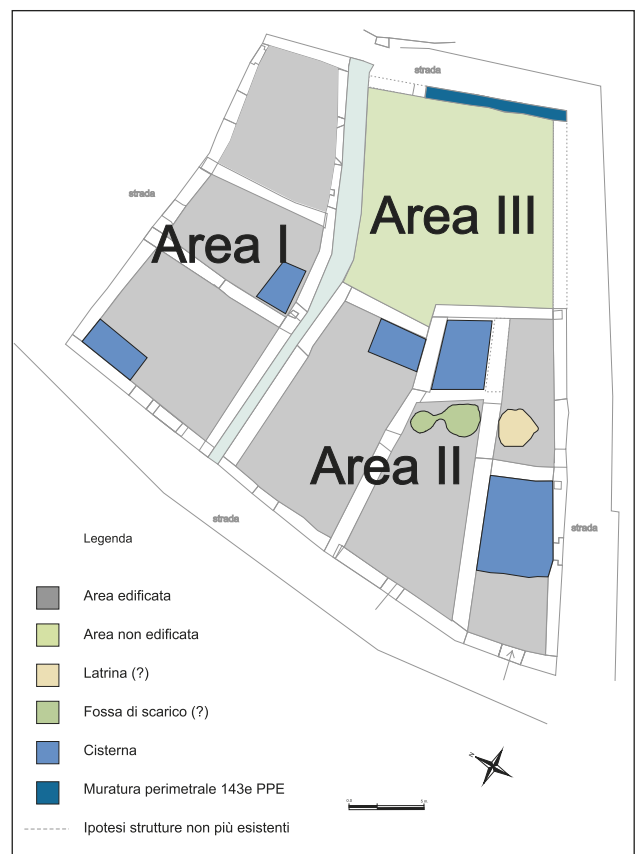 strada
strada
Area III
Area I
Area II
strada
strada
Legenda
Area edificata
Area non edificata
Latrina (?)
Fossa di scarico (?)
Cisterna
N
Muratura perimetrale 143e PPE
Ipotesi strutture non più esistenti